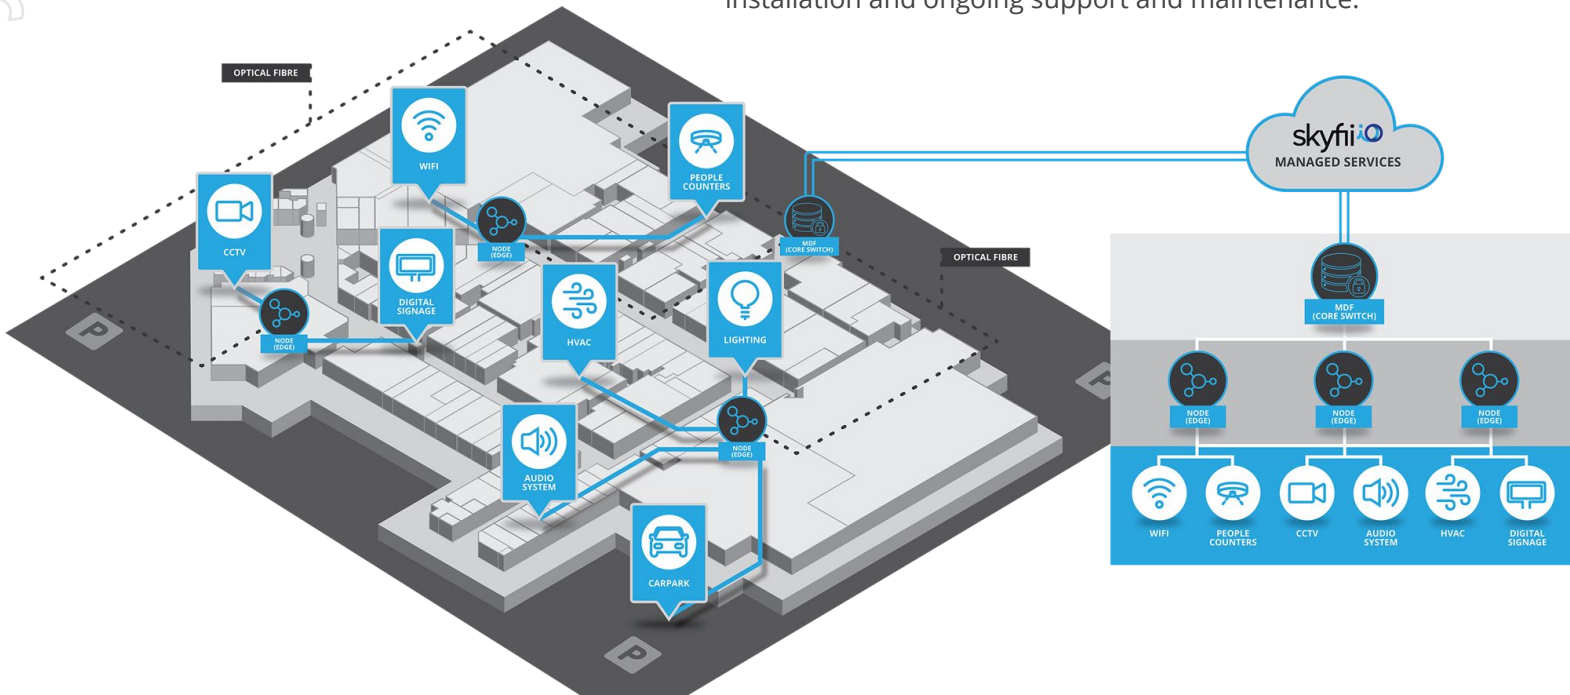 installation and ongoing support and maintenance.
OPTICAL FIBRE
WIFI
PEOPLE
COUNTERS
skyfii io
MANAGED SERVICES
CCTV
NODE
(EDGE)
MDF
(CORE SWITCH)
OPTICAL FIBRE
DIGITAL
SIGNAGE
NODE
(EDGE)
HVAC
LIGHTING
MDF
(CORE SWITCH)
P
P
AUDIO
SYSTEM
NODE
(EDGE)
NODE
(EDGE)
NODE
(EDGE)
NODE
(EDGE)
CARPARK
P
WIFI
PEOPLE
COUNTERS
CCTV
AUDIO
SYSTEM
HVAC
DIGITAL
SIGNAGE